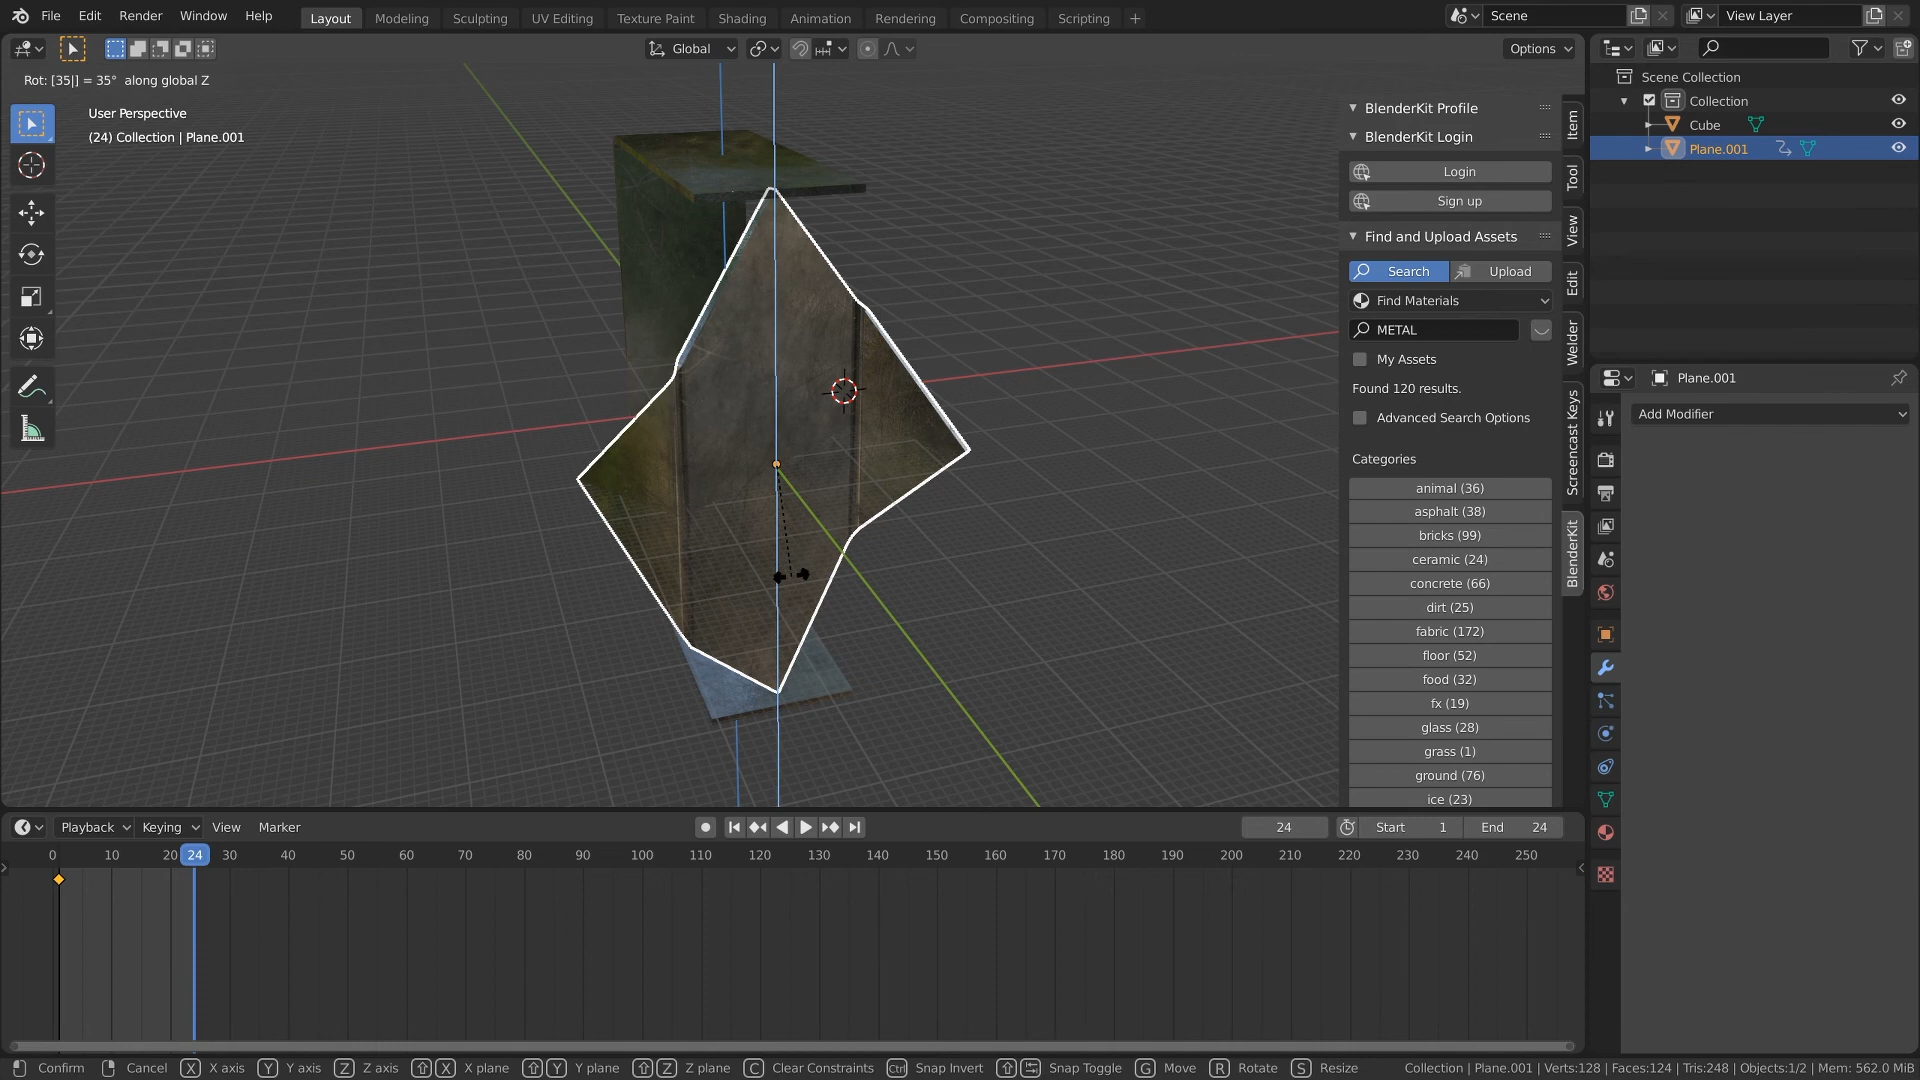 File Edit Render Window Help Layout Modeling Sculpting UV Editing Texture Paint Shading Animation Rendering Compositing Scripting + Scene View Layer
Global Options
Rot: [35|] = 35° along global Z
User Perspective
(24) Collection | Plane.001
BlenderKit Profile
BlenderKit Login
Login
Sign up
Find and Upload Assets
Search Upload
Find Materials
METAL
My Assets
Found 120 results.
Advanced Search Options
Categories
animal (36)
asphalt (38)
bricks (99)
ceramic (24)
concrete (66)
dirt (25)
fabric (172)
floor (52)
food (32)
fx (19)
glass (28)
grass (1)
ground (76)
ice (23)
Item
Tool
View
Edit
Welder
Screencast Keys
BlenderKit
Scene Collection
Collection
Cube
Plane.001
Plane.001
Add Modifier
Playback Keying View Marker 24 Start 1 End 24
0 10 20 24 30 40 50 60 70 80 90 100 110 120 130 140 150 160 170 180 190 200 210 220 230 240 250
Confirm Cancel X X axis Y Y axis Z Z axis X X plane Y Y plane Z Z plane C Clear Constraints Ctrl Snap Invert Snap Toggle G Move R Rotate S Resize Collection | Plane.001 | Verts:128 | Faces:124 | Tris:248 | Objects:1/2 | Mem: 562.0 MiB